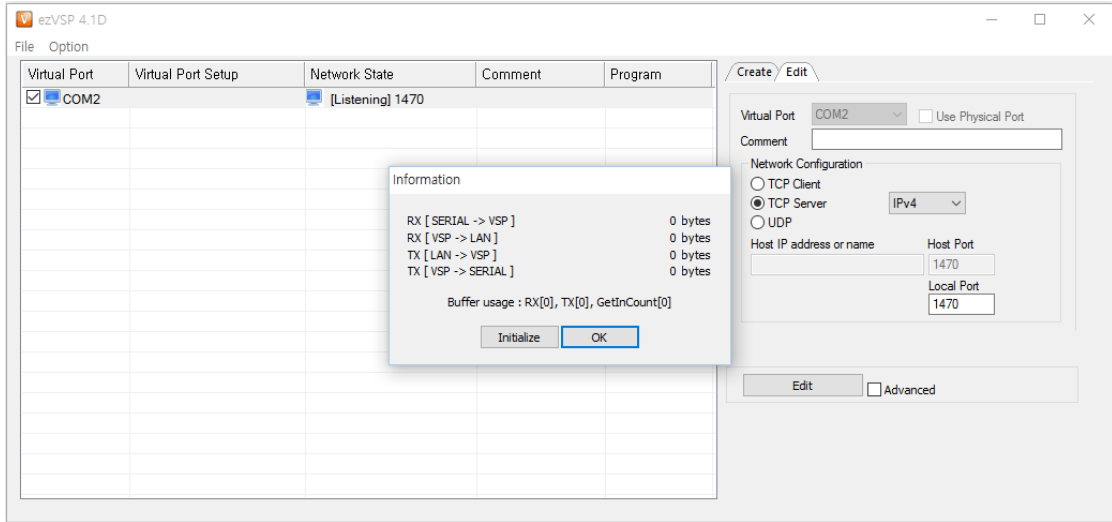 ezVSP 4.1D
File Option
Virtual Port Virtual Port Setup Network State Comment Program
COM2 [Listening] 1470
Information
RX [ SERIAL -> VSP ] 0 bytes
RX [ VSP -> LAN ] 0 bytes
TX [ LAN -> VSP ] 0 bytes
TX [ VSP -> SERIAL ] 0 bytes
Buffer usage : RX[0], TX[0], GetInCount[0]
Initialize OK
Create Edit
Virtual Port COM2 Use Physical Port
Comment
Network Configuration
TCP Client
TCP Server IPv4
UDP
Host IP address or name Host Port
1470
Local Port
1470
Edit Advanced